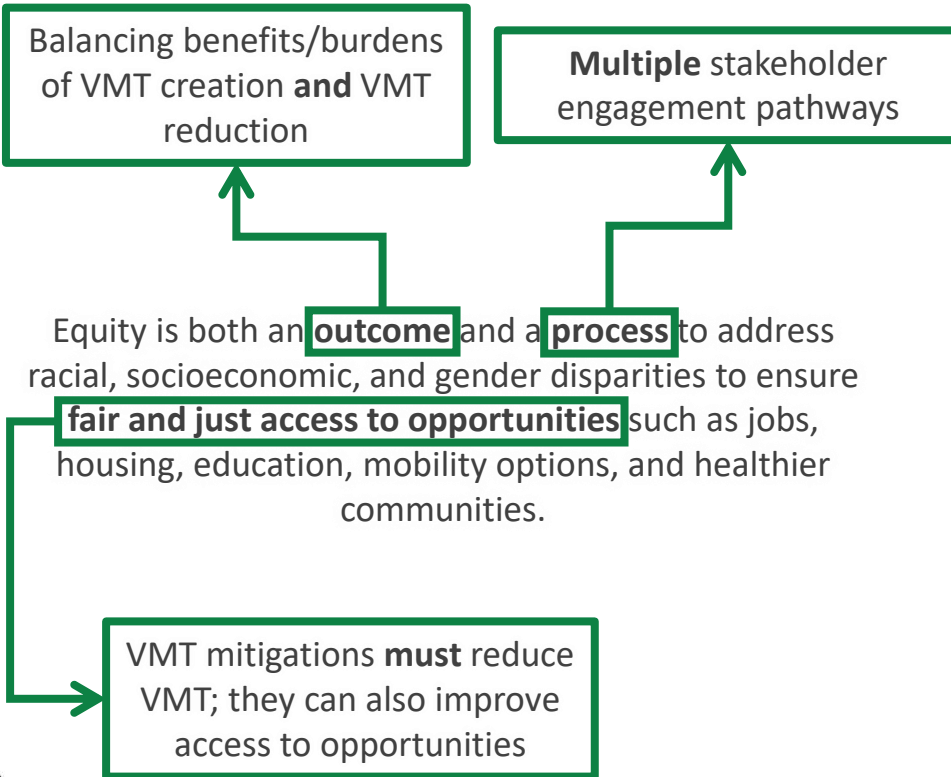 Balancing benefits/burdens
of VMT creation and VMT
reduction
Multiple stakeholder
engagement pathways
Equity is both an outcome and a process to address
racial, socioeconomic, and gender disparities to ensure
fair and just access to opportunities such as jobs,
housing, education, mobility options, and healthier
communities.
VMT mitigations must reduce
VMT; they can also improve
access to opportunities